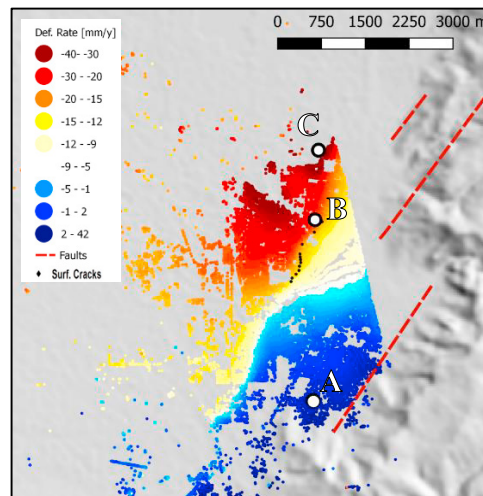 0 750 1500 2250 3000 m
Def. Rate [mm/y]
-40- -30
-30 - -20
-20 - -15
-15 - -12
-12 - -9
-9 - -5
-5 - -1
-1 - 2
2 - 42
Faults
Surf. Cracks
C
B
A